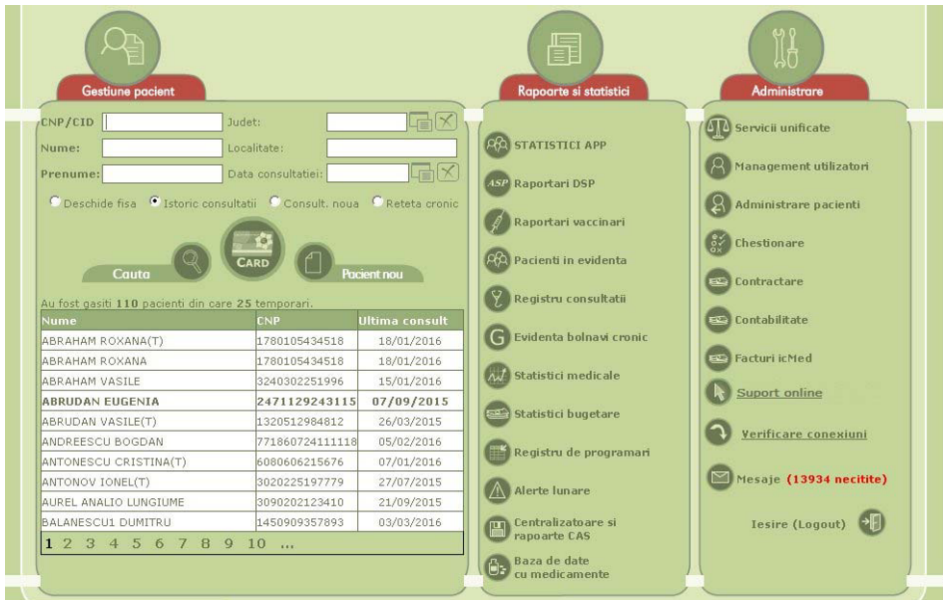 Gestiune pacient
CNP/CID
Judet:
Nume:
Localitate:
Prenume:
Data consultatiei:
Deschide fisa Istoric consultatii Consult. noua Reteta cronic
Cauta
CARD
Pacient nou
Au fost gasiti 110 pacienti din care 25 temporari.
Nume CNP Ultima consult
ABRAHAM ROXANA(T) 1780105434518 18/01/2016
ABRAHAM ROXANA 1780105434518 18/01/2016
ABRAHAM VASILE 3240302251996 15/01/2016
ABRUDAN EUGENIA 2471129243115 07/09/2015
ABRUDAN VASILE(T) 1320512984812 26/03/2015
ANDREESCU BOGDAN 771860724111118 05/02/2016
ANTONESCU CRISTINA(T) 6080606215676 07/01/2016
ANTONOV IONEL(T) 3020225197779 27/07/2015
AUREL ANALIO LUNGIUME 3090202123410 21/09/2015
BALANESCU1 DUMITRU 1450909357893 03/03/2016
1 2 3 4 5 6 7 8 9 10 ...
Rapoarte si statistici
STATISTICI APP
ASP Raportari DSP
Raportari vaccinari
Pacienti in evidenta
Registru consultatii
G Evidenta bolnavi cronic
Statistici medicale
Statistici bugetare
Registru de programari
Alerte lunare
Centralizatoare si
rapoarte CAS
Baza de date
cu medicamente
Administrare
Servicii unificate
Management utilizatori
Administrare pacienti
Chestionare
Contractare
Contabilitate
Facturi icMed
Suport online
Verificare conexiuni
Mesaje (13934 necitite)
Iesire (Logout)